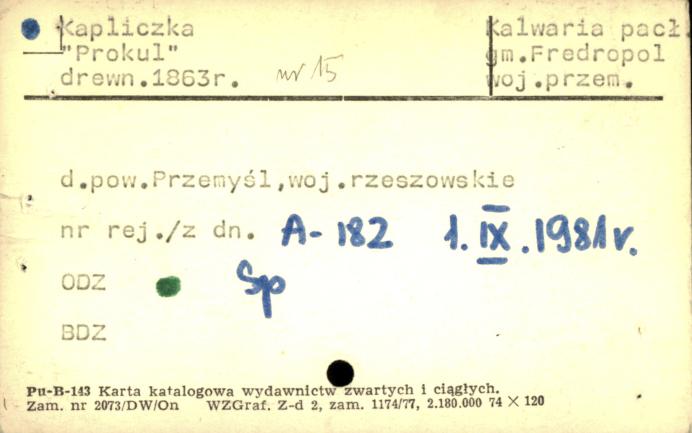 Kapliczka
"Prokul"
drewn.1863r. nr 15
Kalwaria pacł.
gm.Fredropol
woj.przem.
d.pow.Przemyśl,woj.rzeszowskie
nr rej./z dn. A-182 1.IX.1981r.
ODZ Sp
BDZ
Pu-B-143 Karta katalogowa wydawnictw zwartych i ciągłych.
Zam. nr 2073/DW/On WZGraf. Z-d 2, zam. 1174/77, 2.180.000 74 × 120